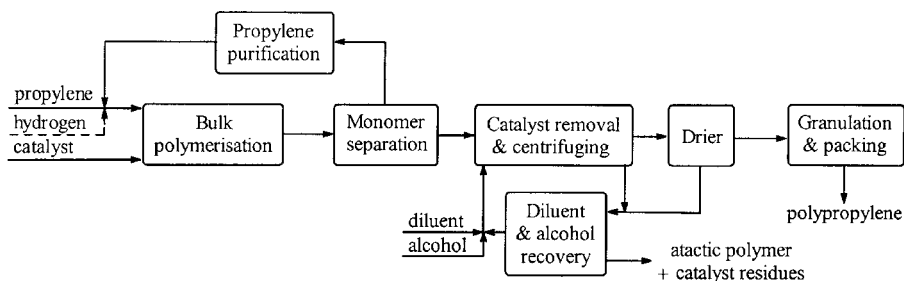 Propylene
purification
propylene
hydrogen
catalyst
Bulk
polymerisation
Monomer
separation
Catalyst removal
& centrifuging
Drier
Granulation
& packing
polypropylene
diluent
alcohol
Diluent
& alcohol
recovery
atactic polymer
+ catalyst residues